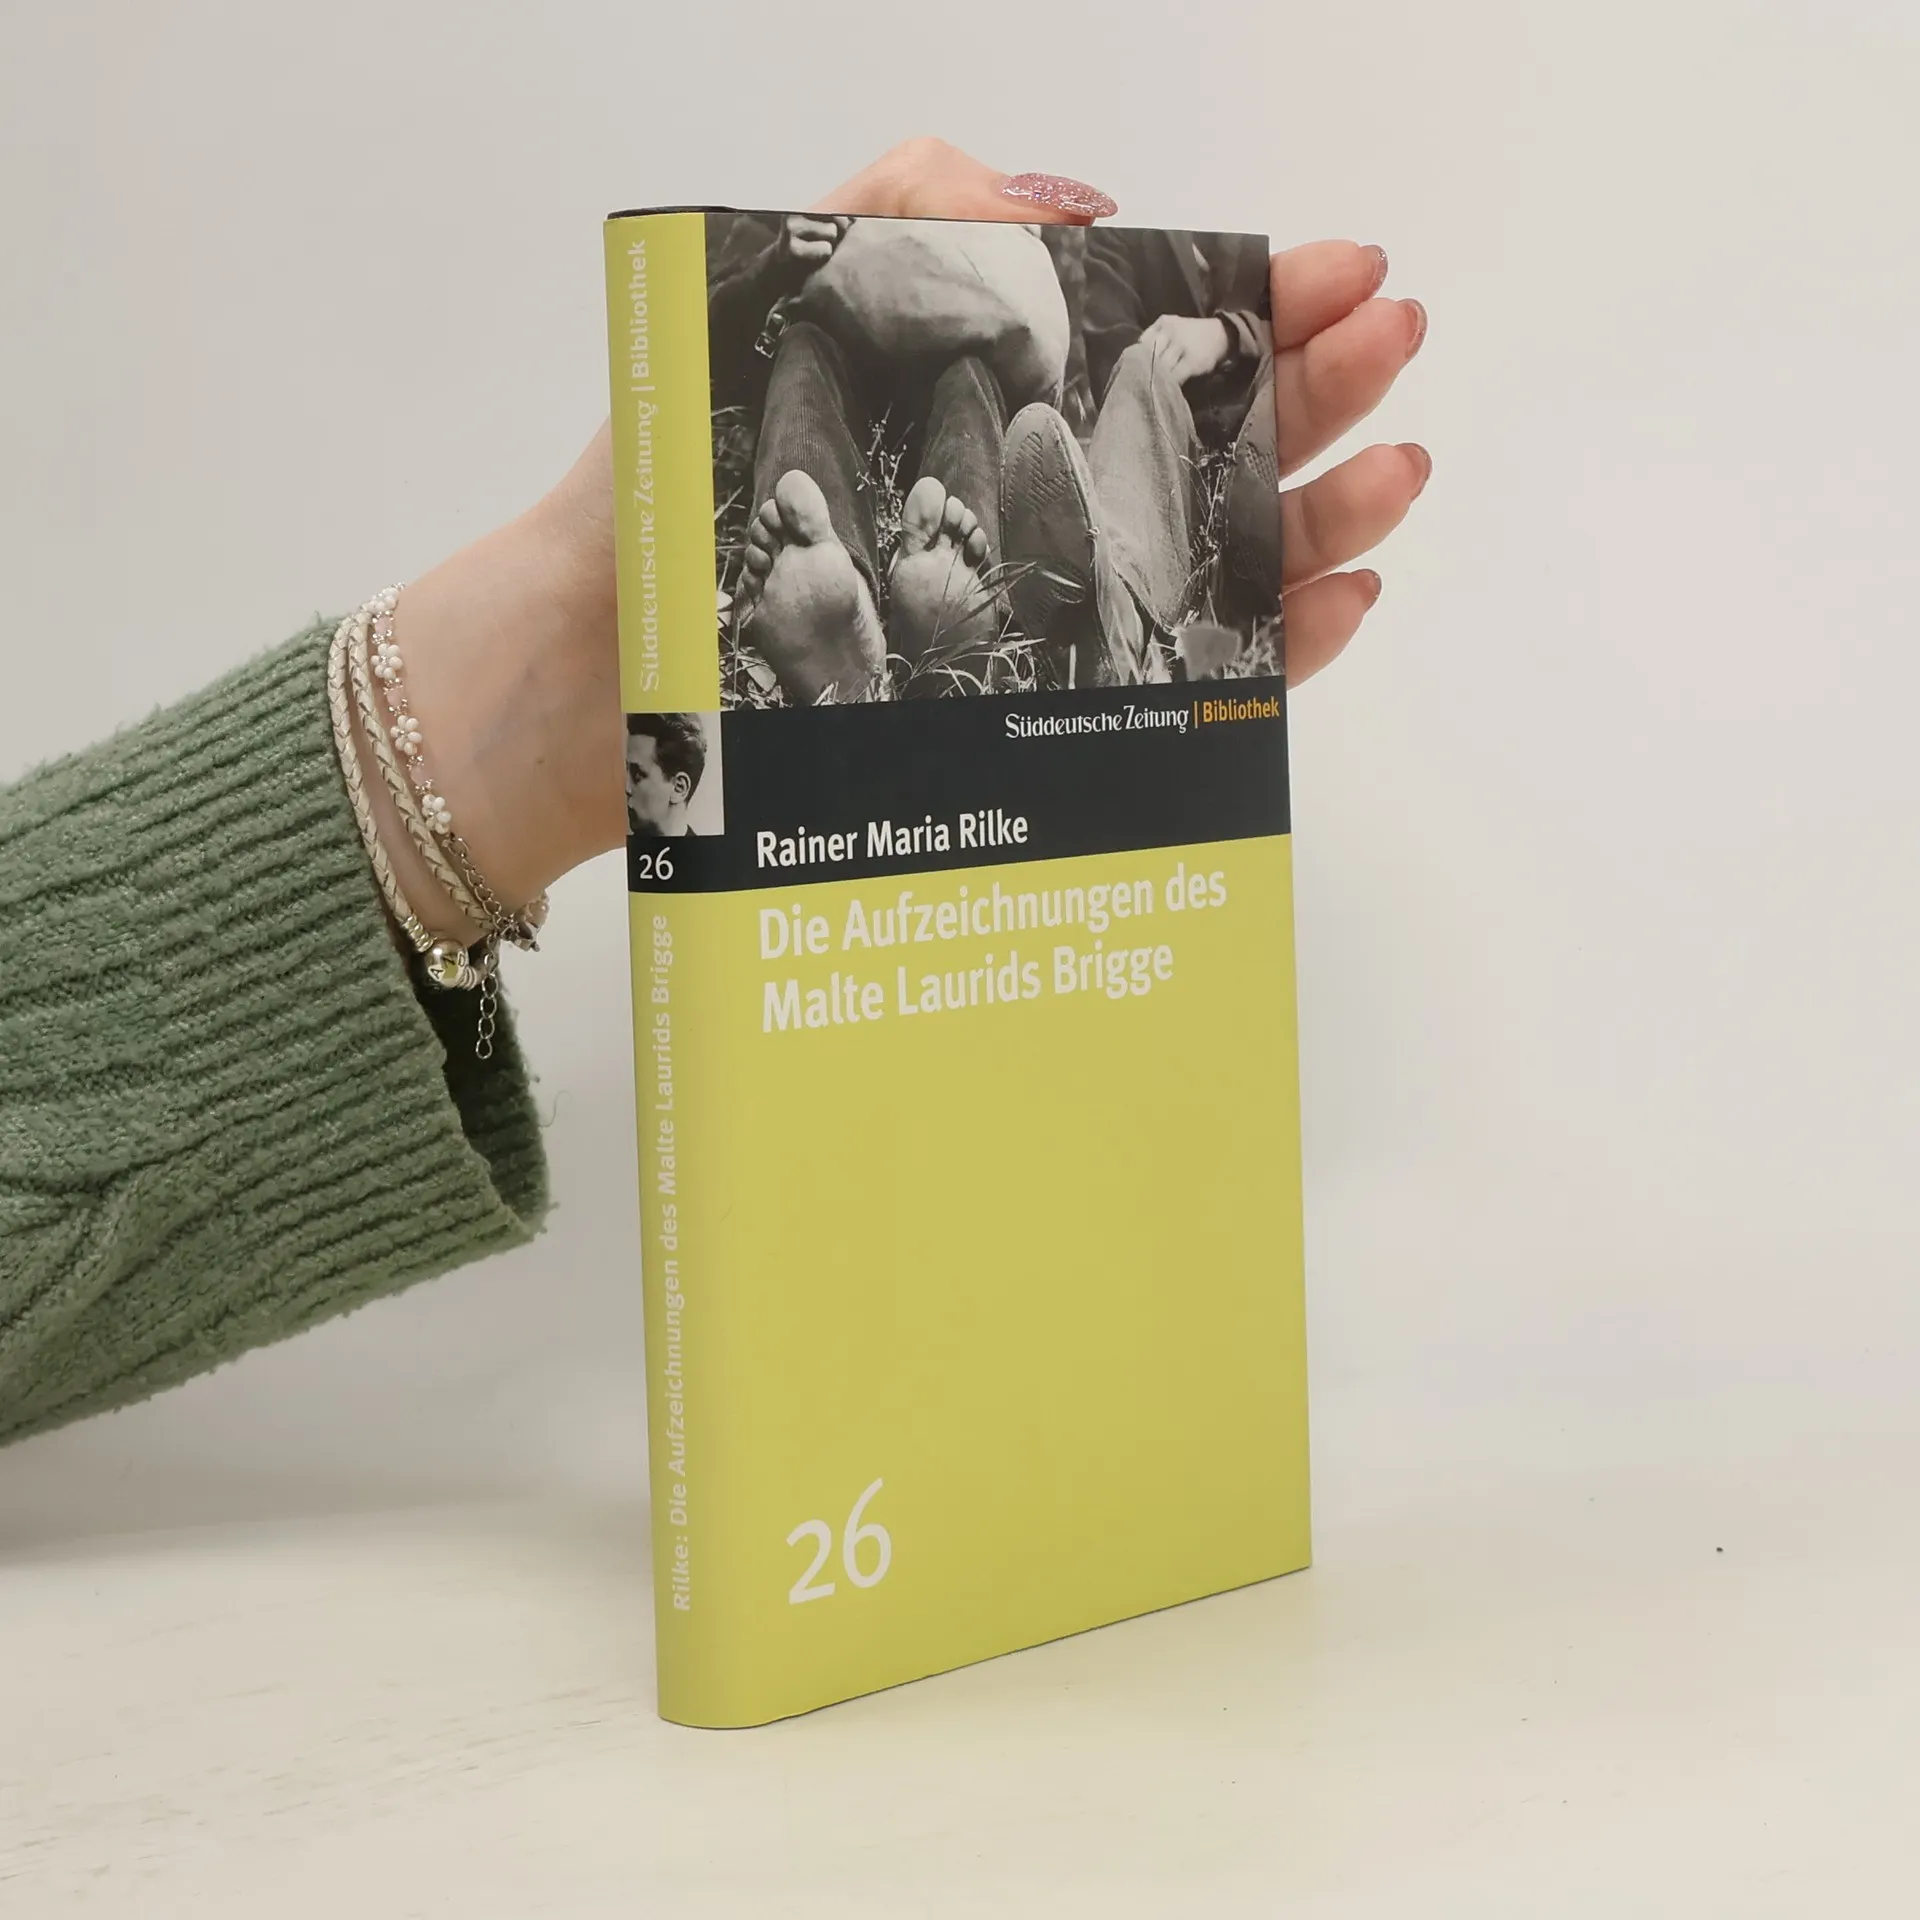 Süddeutsche Zeitung | Bibliothek
26
Rilke: Die Aufzeichnungen des Malte Laurids Brigge
Süddeutsche Zeitung | Bibliothek
Rainer Maria Rilke
Die Aufzeichnungen des
Malte Laurids Brigge
26